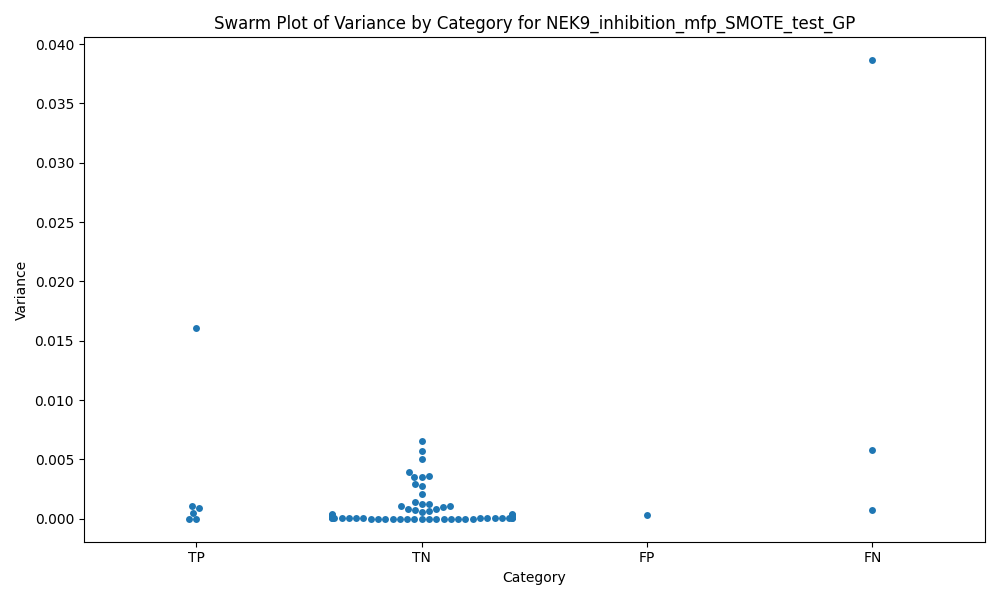 Swarm Plot of Variance by Category for NEK9_inhibition_mfp_SMOTE_test_GP
0.040
0.035
0.030
0.025
0.020
0.015
0.010
0.005
0.000
Variance
TP TN FP FN
Category